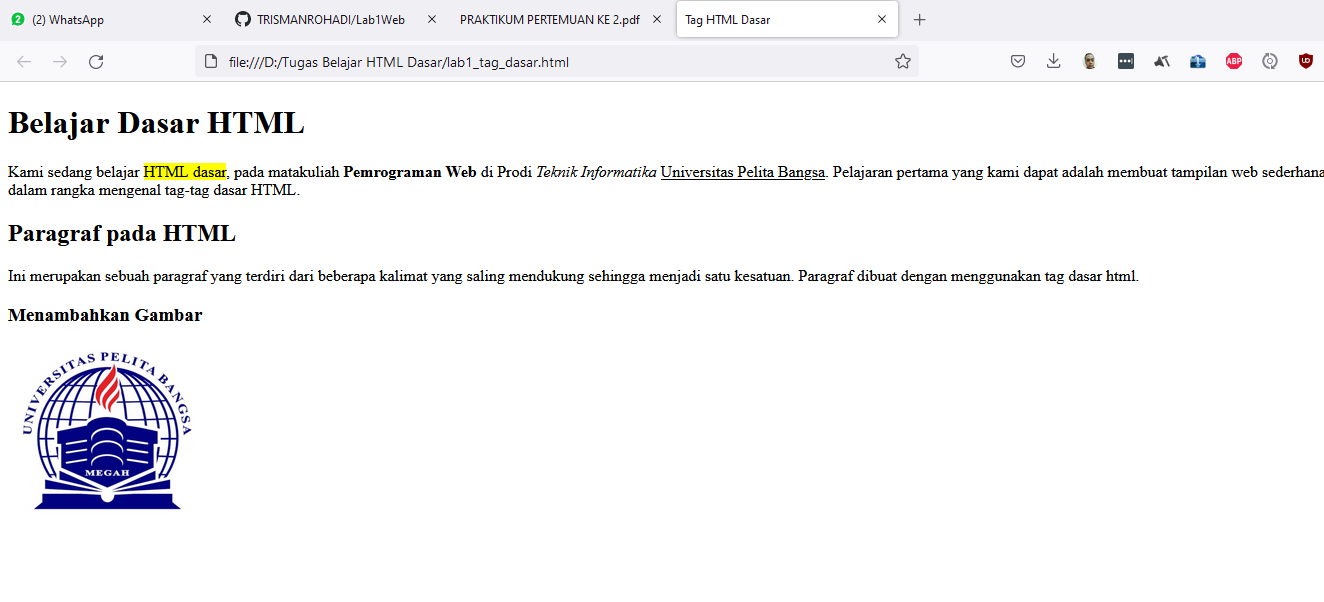 (2) WhatsApp
TRISMANROHADI/Lab1Web
PRAKTIKUM PERTEMUAN KE 2.pdf
Tag HTML Dasar
file:///D:/Tugas Belajar HTML Dasar/lab1_tag_dasar.html
ABP
Belajar Dasar HTML
Kami sedang belajar HTML dasar, pada matakuliah Pemrograman Web di Prodi Teknik Informatika Universitas Pelita Bangsa. Pelajaran pertama yang kami dapat adalah membuat tampilan web sederhana
dalam rangka mengenal tag-tag dasar HTML.
Paragraf pada HTML
Ini merupakan sebuah paragraf yang terdiri dari beberapa kalimat yang saling mendukung sehingga menjadi satu kesatuan. Paragraf dibuat dengan menggunakan tag dasar html.
Menambahkan Gambar
UNIVERSITAS PELITA BANGSA
MEGAH